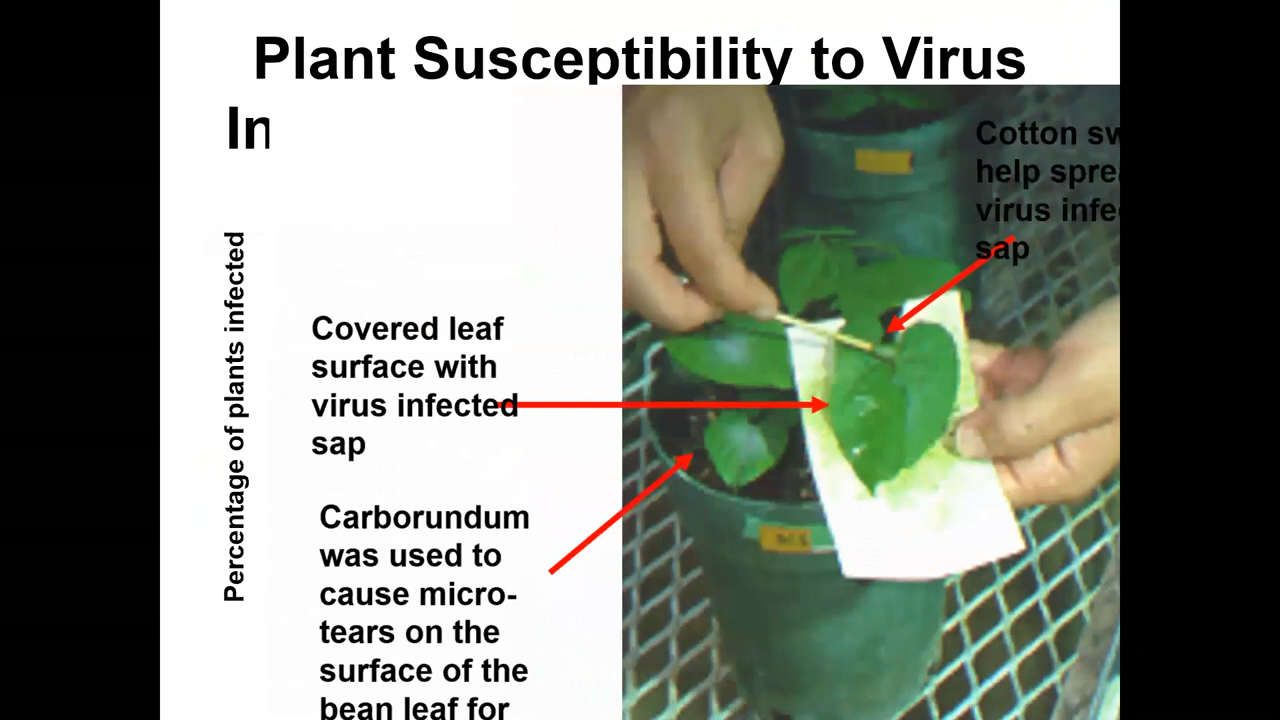 Plant Susceptibility to Virus
In
Percentage of plants infected
Covered leaf
surface with
virus infected
sap
Carborundum
was used to
cause micro-
tears on the
surface of the
bean leaf for
Cotton sw
help spre
virus infe
sap